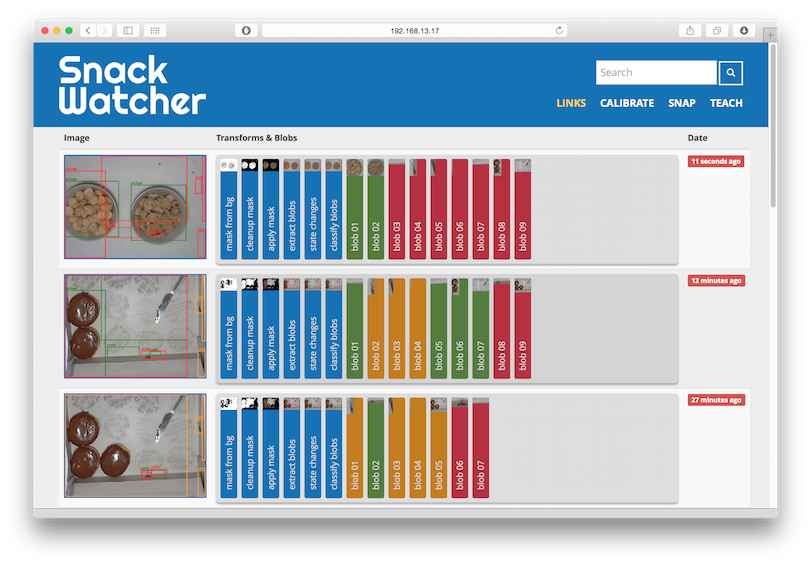 192.168.13.17
Snack
Watcher
Search
LINKS CALIBRATE SNAP TEACH
Image Transforms & Blobs Date
mask from bg
cleanup mask
apply mask
extract blobs
state changes
classify blobs
blob 01
blob 02
blob 03
blob 04
blob 05
blob 06
blob 07
blob 08
blob 09
11 seconds ago
mask from bg
cleanup mask
apply mask
extract blobs
state changes
classify blobs
blob 01
blob 02
blob 03
blob 04
blob 05
blob 06
blob 07
blob 08
blob 09
12 minutes ago
mask from bg
cleanup mask
apply mask
extract blobs
state changes
classify blobs
blob 01
blob 02
blob 03
blob 04
blob 05
blob 06
blob 07
27 minutes ago